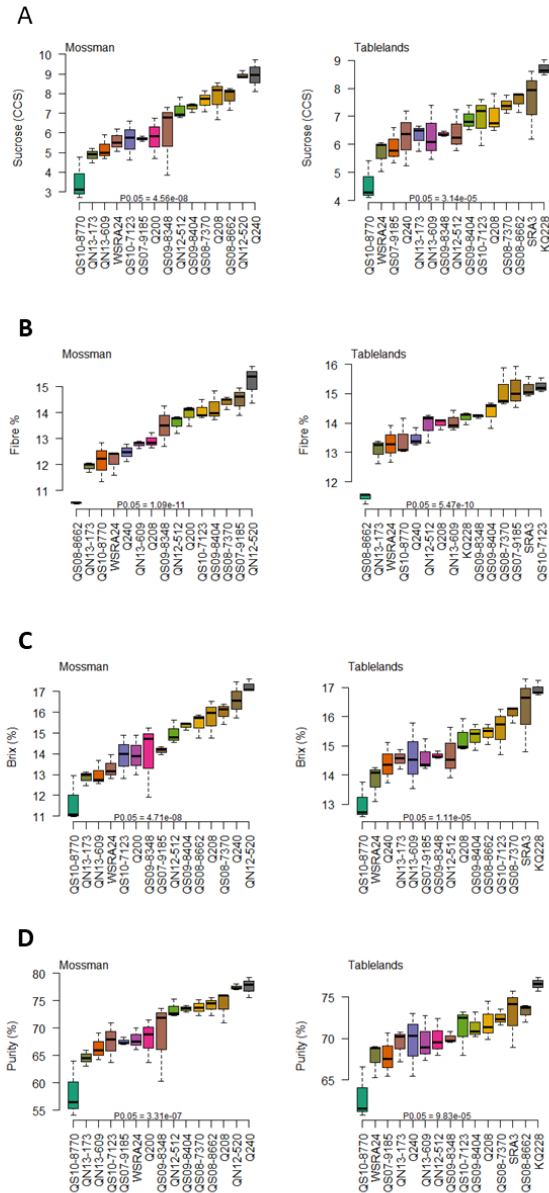 A
Mossman
Tablelands
Sucrose (CCS)
10
9
8
7
6
5
4
3
P0.05 = 4.56e-08
QS10-8770
QN13-173
QN13-609
WSRA24
QS10-7123
QS07-9185
Q200
QS09-8348
QN12-512
QS09-8404
QS08-7370
Q208
QS08-8662
QN12-520
Q240
Sucrose (CCS)
9
8
7
6
5
4
P0.05 = 3.14e-05
QS10-8770
WSRA24
QS07-9185
Q240
QN13-173
QN13-609
QS09-8348
QN12-512
QS09-8404
QS10-7123
Q208
QS08-7370
QS08-8662
SRA3
KQ228
B
Mossman
Tablelands
Fibre %
15
14
13
12
11
P0.05 = 1.09e-11
QS08-8662
QN13-173
QS10-8770
WSRA24
Q240
QN13-609
Q208
QS09-8348
QN12-512
Q200
QS10-7123
QS09-8404
QS08-7370
QS07-9185
QN12-520
Fibre %
16
15
14
13
12
P0.05 = 5.47e-10
QS08-8662
QN13-173
WSRA24
QS10-8770
Q240
QN12-512
Q208
QN13-609
KQ228
QS09-8348
QS09-8404
QS08-7370
QS07-9185
SRA3
QS10-7123
C
Mossman
Tablelands
Brix (%)
17
16
15
14
13
12
11
P0.05 = 4.71e-08
QS10-8770
QN13-173
QN13-609
WSRA24
QS10-7123
Q200
QS09-8348
QS07-9185
QN12-512
QS09-8404
QS08-8662
Q208
QS08-7370
Q240
QN12-520
Brix (%)
17
16
15
14
13
P0.05 = 1.11e-05
QS10-8770
WSRA24
Q240
QN13-173
QN13-609
QS07-9185
QS09-8348
QN12-512
Q208
QS09-8404
QS08-8662
QS10-7123
QS08-7370
SRA3
KQ228
D
Mossman
Tablelands
Purity (%)
80
75
70
65
60
55
P0.05 = 3.31e-07
QS10-8770
QN13-173
QN13-609
QS10-7123
QS07-9185
WSRA24
Q200
QS09-8348
QN12-512
QS09-8404
QS08-7370
QS08-8662
Q208
QN12-520
Q240
Purity (%)
75
70
65
P0.05 = 9.83e-05
QS10-8770
WSRA24
QS07-9185
QN13-173
Q240
QN13-609
QN12-512
QS09-8348
QS10-7123
QS09-8404
Q208
QS08-7370
SRA3
QS08-8662
KQ228